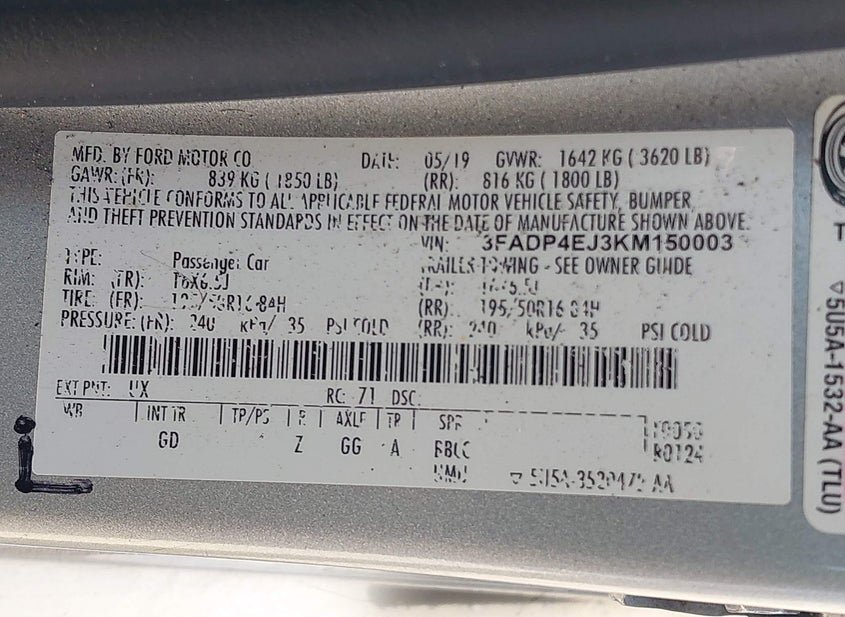 MFD. BY FORD MOTOR CO.
DATE: 05/19 GVWR: 1642 KG ( 3620 LB)
GAWR: (FR): 839 KG ( 1850 LB) (RR): 816 KG ( 1800 LB)
THIS VEHICLE CONFORMS TO ALL APPLICABLE FEDERAL MOTOR VEHICLE SAFETY, BUMPER,
AND THEFT PREVENTION STANDARDS IN EFFECT ON THE DATE OF MANUFACTURE SHOWN ABOVE.
VIN: 3FADP4EJ3KM150003
TYPE: Passenger Car TRAILER TOWING - SEE OWNER GUIDE
RIM: 16X6.5J
TIRE: (FR): (RR): 195/50R16 84H
PRESSURE: (FR): 240 kPa/ 35 PSI COLD (RR): 240 kPa/ 35 PSI COLD
EXT PNT: UX RC: 71 DSC:
WB INT TR TP/PS R AXLE TR SPR
GD Z GG A
R0124
▽5U5A-1532-AA (TLU)